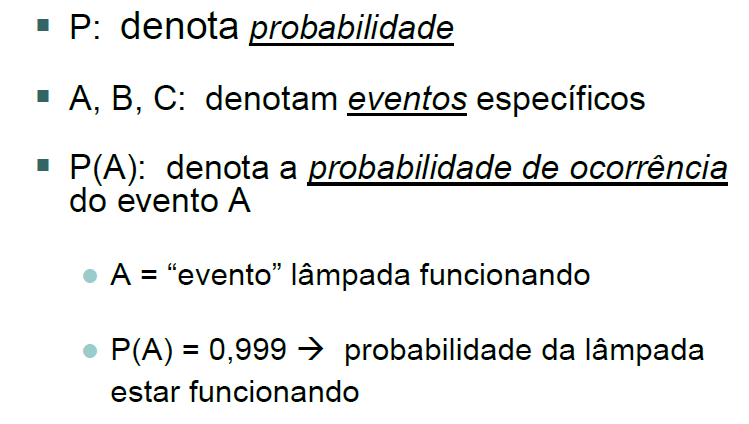 ▪ P: denota probabilidade
▪ A, B, C: denotam eventos específicos
▪ P(A): denota a probabilidade de ocorrência
do evento A
● A = “evento” lâmpada funcionando
● P(A) = 0,999 → probabilidade da lâmpada
estar funcionando